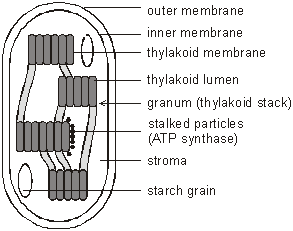 outer membrane
inner membrane
thylakoid membrane
thylakoid lumen
granum (thylakoid stack)
stalked particles
(ATP synthase)
stroma
starch grain